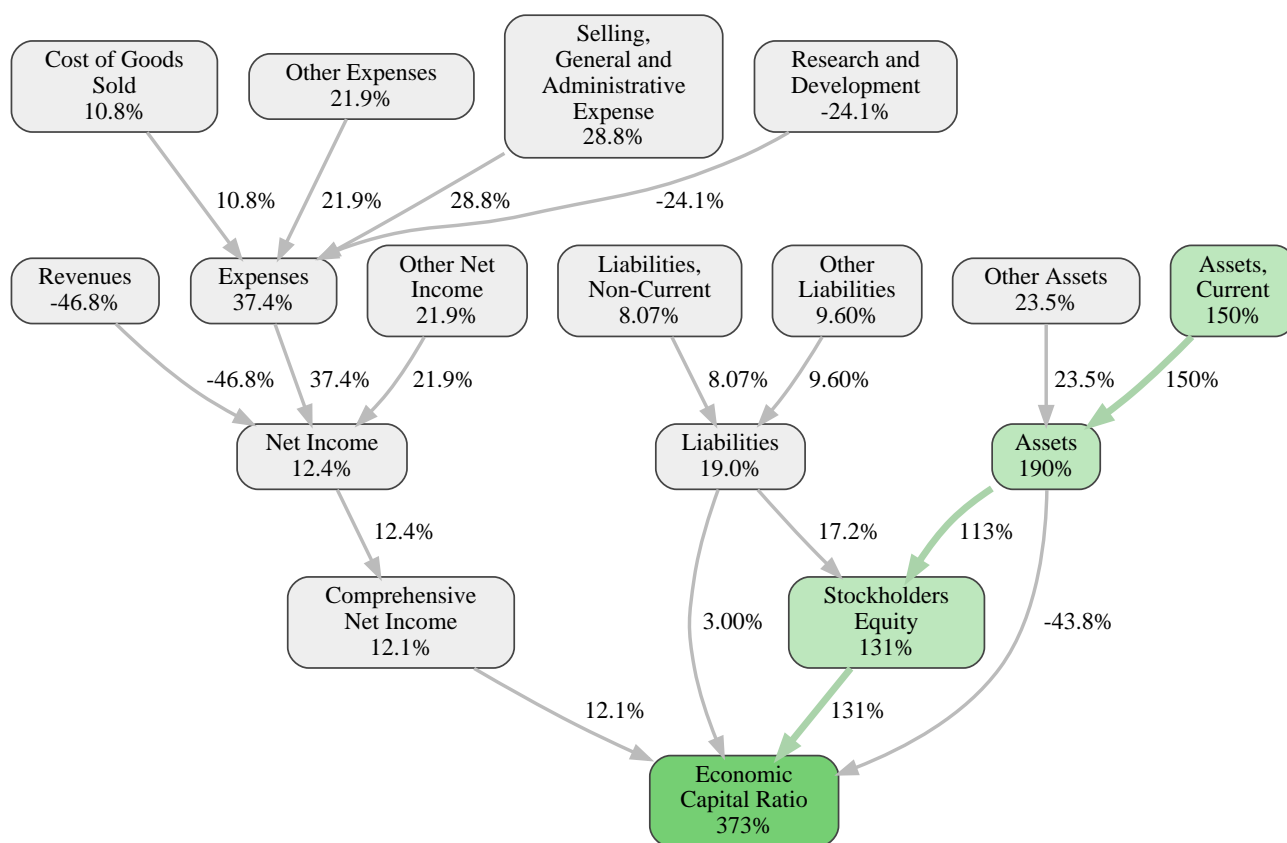 Cost of Goods
Sold
10.8%
Other Expenses
21.9%
Selling,
General and
Administrative
Expense
28.8%
Research and
Development
-24.1%
10.8%
21.9%
28.8%
-24.1%
Revenues
-46.8%
Expenses
37.4%
Other Net
Income
21.9%
Liabilities,
Non-Current
8.07%
Other
Liabilities
9.60%
Other Assets
23.5%
Assets,
Current
150%
-46.8%
37.4%
21.9%
8.07%
9.60%
23.5%
150%
Net Income
12.4%
Liabilities
19.0%
Assets
190%
12.4%
17.2%
113%
Comprehensive
Net Income
12.1%
3.00%
Stockholders
Equity
131%
-43.8%
12.1%
131%
Economic
Capital Ratio
373%